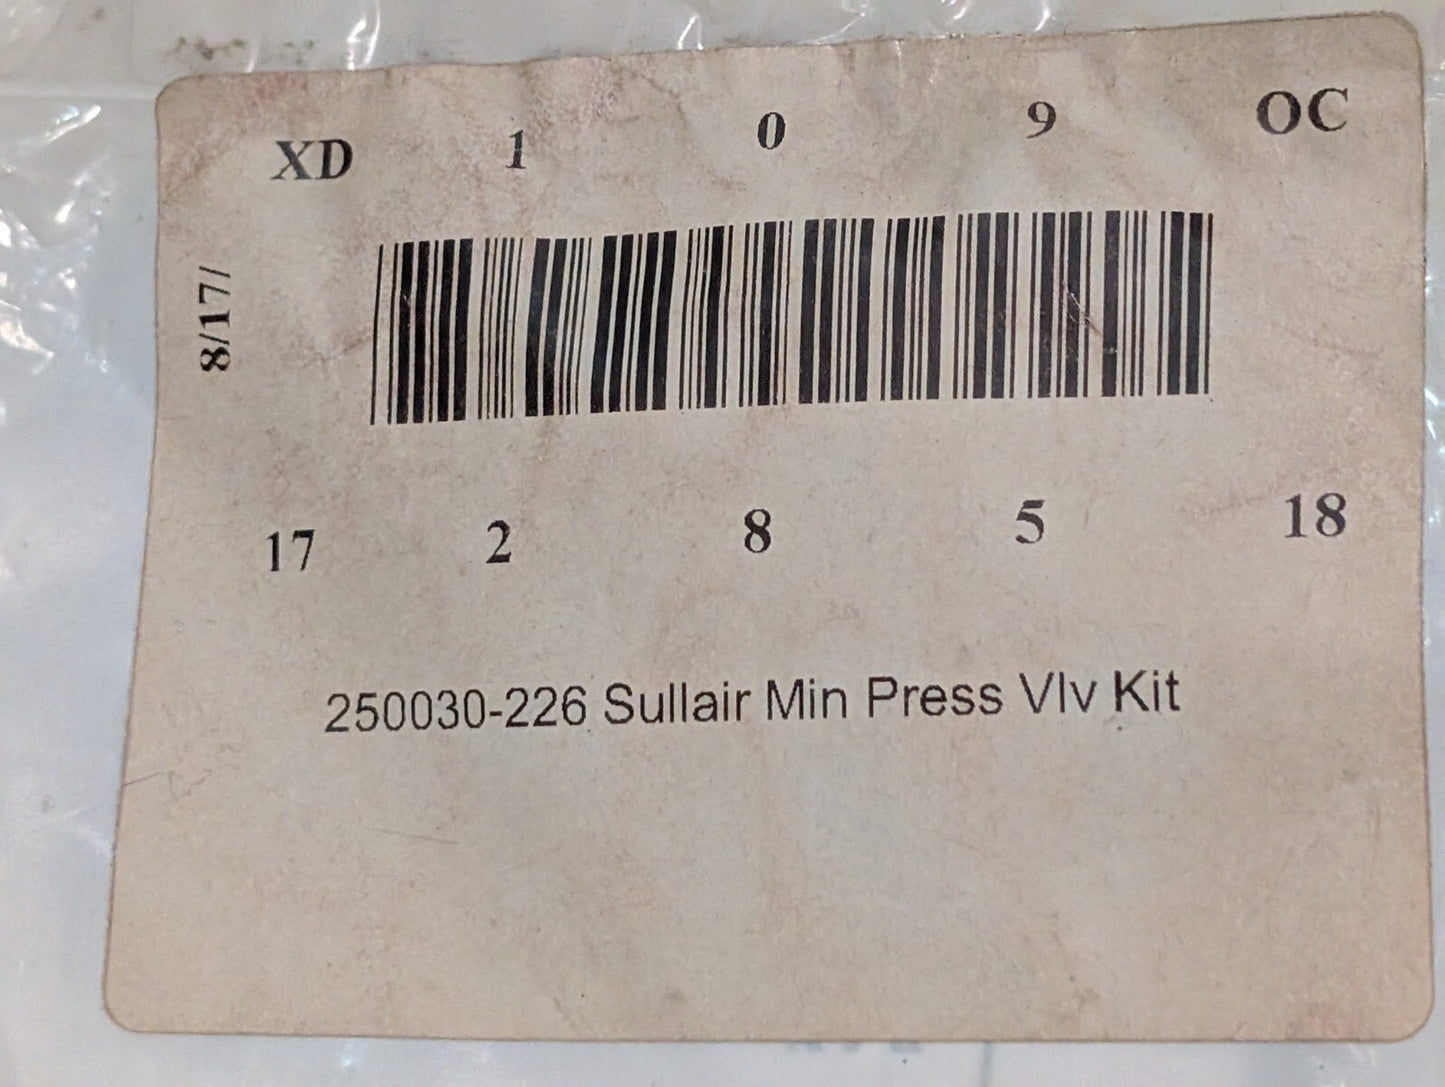 XD 1 0 9 OC
8/17/
17 2 8 5 18
250030-226 Sullair Min Press Vlv Kit